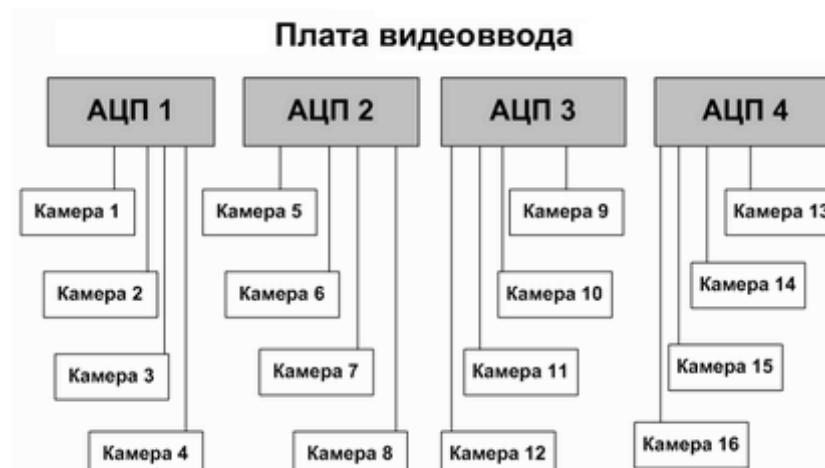 Плата видеоввода
АЦП 1
АЦП 2
АЦП 3
АЦП 4
Камера 1
Камера 5
Камера 9
Камера 13
Камера 2
Камера 6
Камера 10
Камера 14
Камера 3
Камера 7
Камера 11
Камера 15
Камера 4
Камера 8
Камера 12
Камера 16